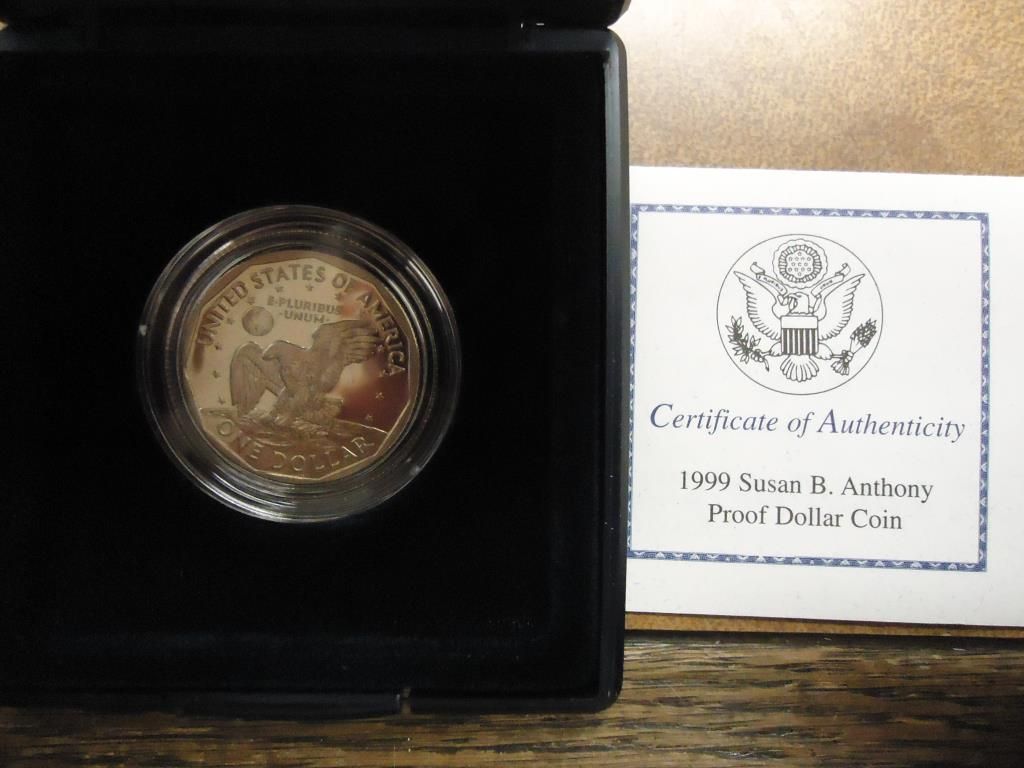 UNITED STATES OF AMERICA
E·PLURIBUS
·UNUM·
ONE DOLLAR
Certificate of Authenticity
1999 Susan B. Anthony
Proof Dollar Coin